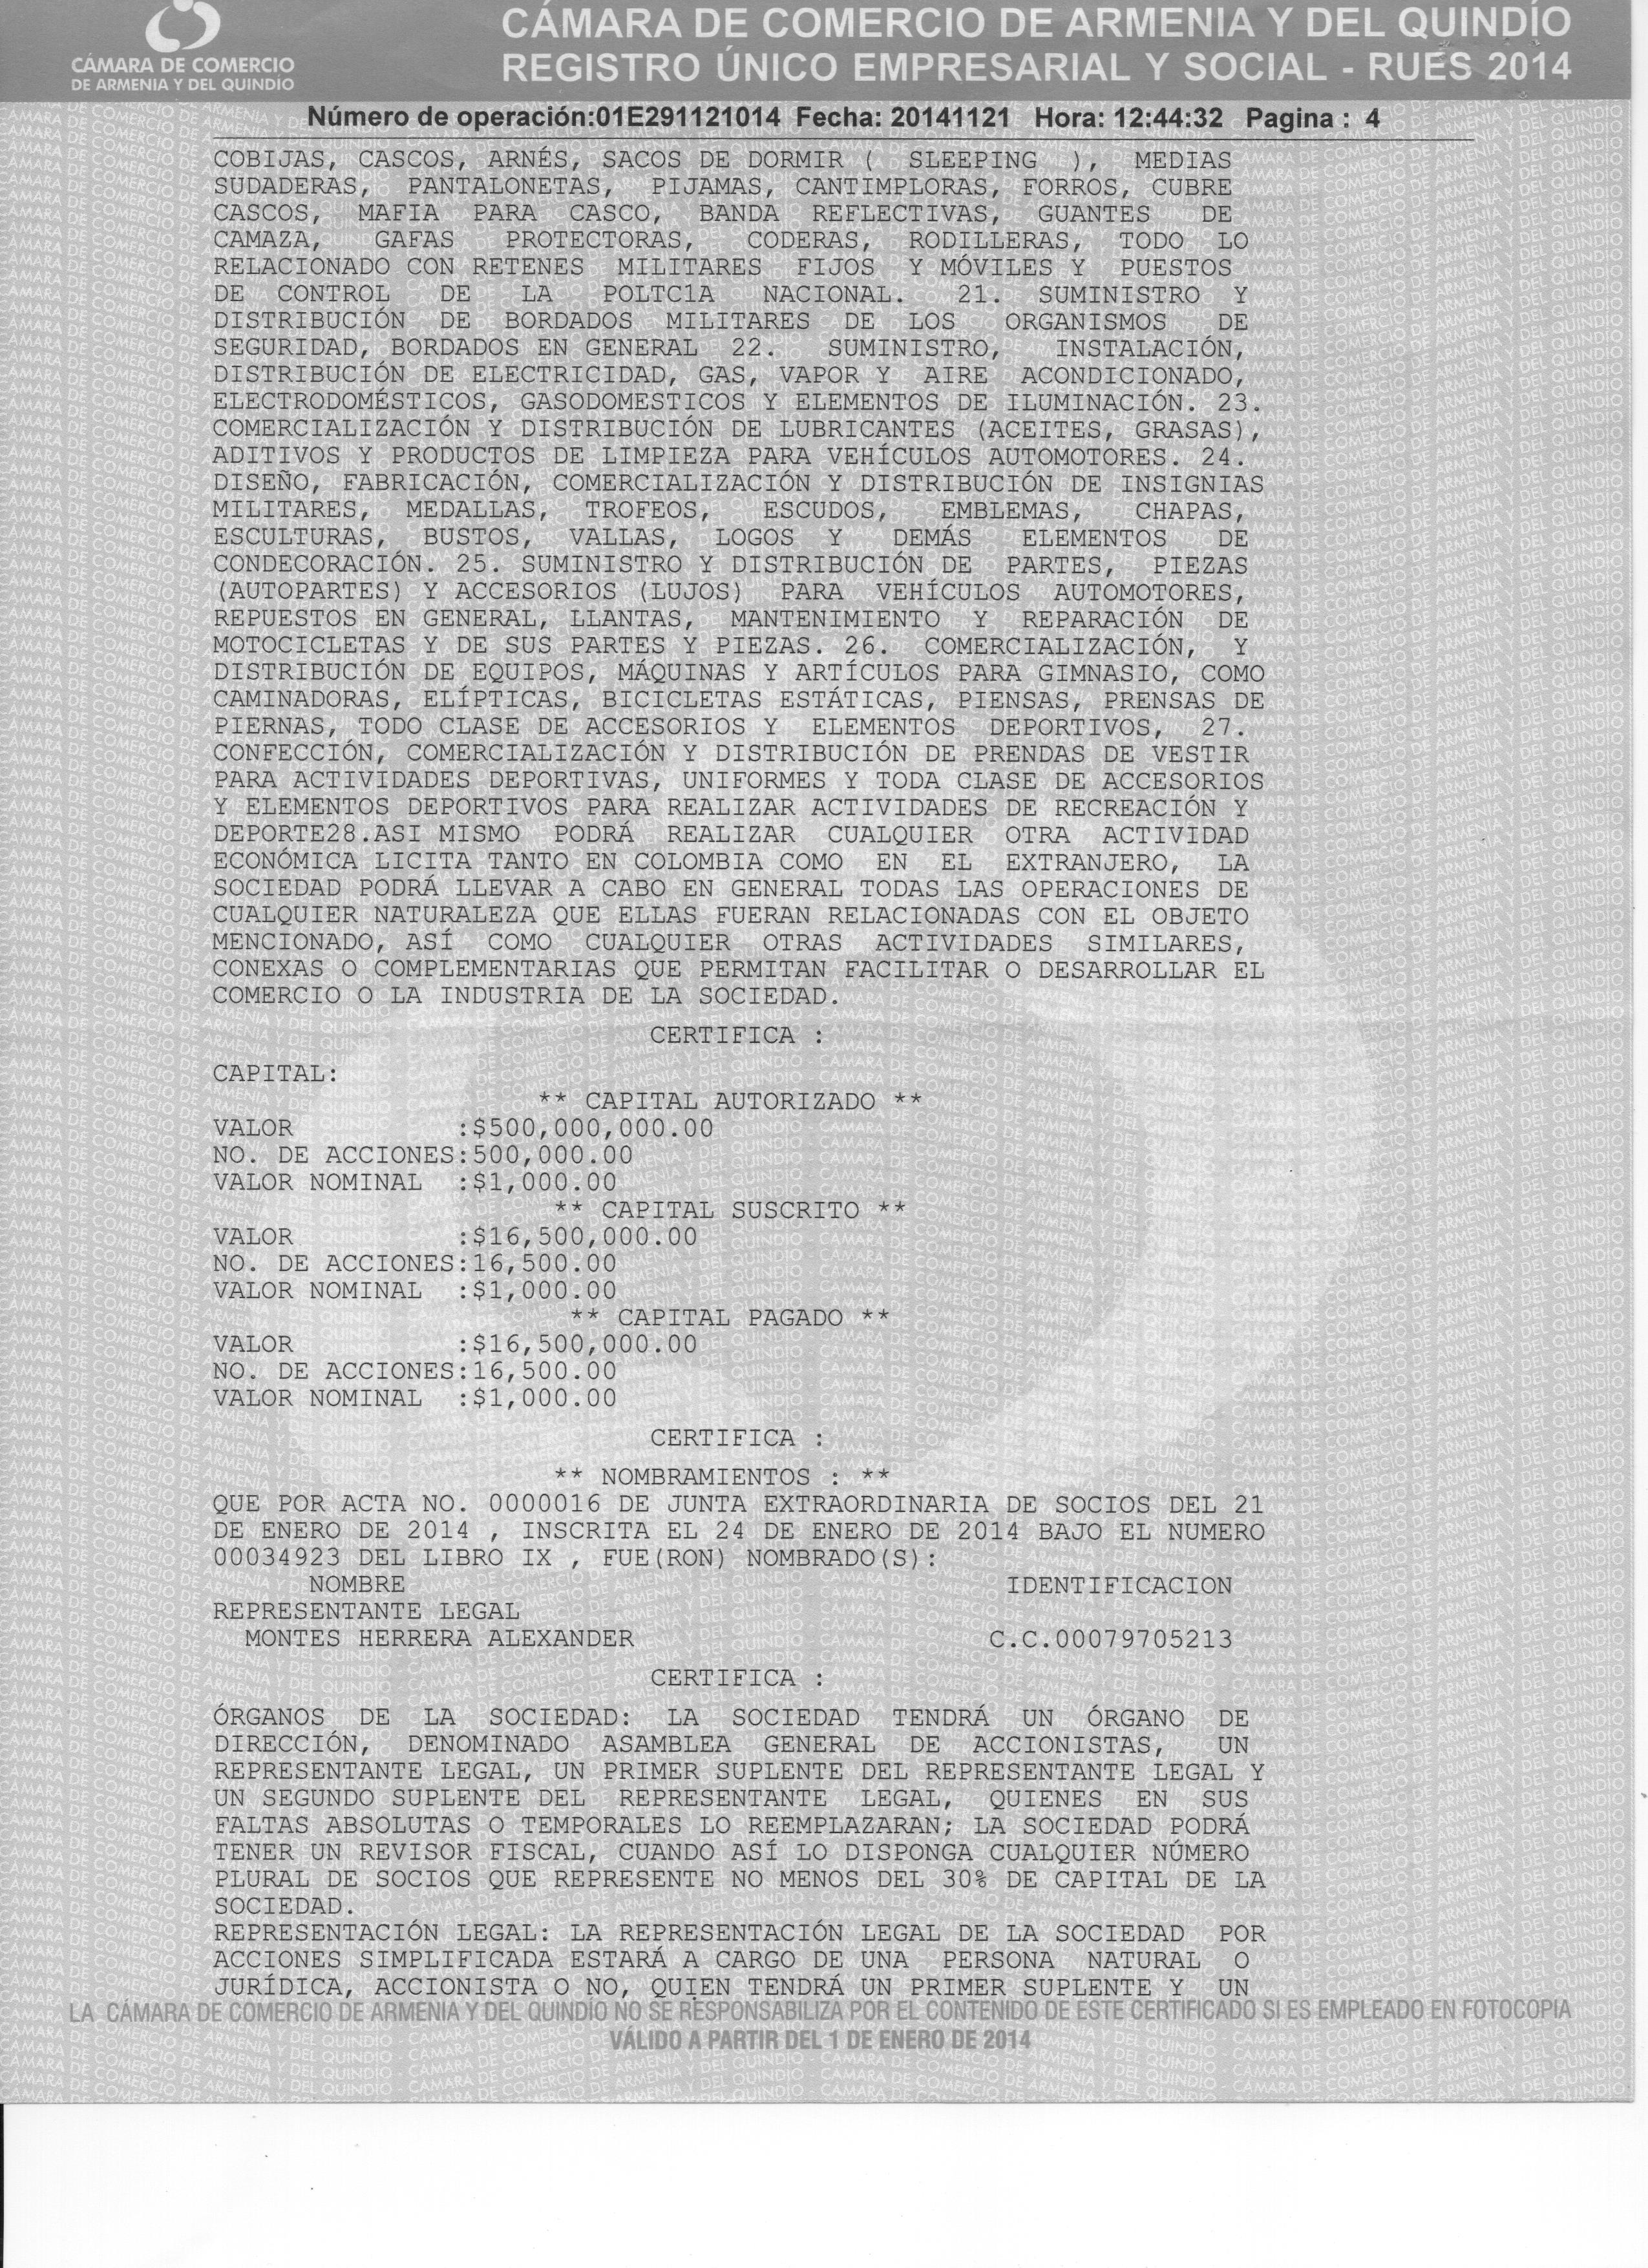 CÁMARA DE COMERCIO
DE ARMENIA Y DEL QUINDIO
CÁMARA DE COMERCIO DE ARMENIA Y DEL QUINDÍO
REGISTRO ÚNICO EMPRESARIAL Y SOCIAL - RUES 2014
Número de operación:01E291121014 Fecha: 20141121 Hora: 12:44:32 Pagina : 4
COBIJAS, CASCOS, ARNÉS, SACOS DE DORMIR ( SLEEPING ), MEDIAS
SUDADERAS, PANTALONETAS, PIJAMAS, CANTIMPLORAS, FORROS, CUBRE
CASCOS, MAFIA PARA CASCO, BANDA REFLECTIVAS, GUANTES DE
CAMAZA, GAFAS PROTECTORAS, CODERAS, RODILLERAS, TODO LO
RELACIONADO CON RETENES MILITARES FIJOS Y MÓVILES Y PUESTOS
DE CONTROL DE LA POLTC1A NACIONAL. 21. SUMINISTRO Y
DISTRIBUCIÓN DE BORDADOS MILITARES DE LOS ORGANISMOS DE
SEGURIDAD, BORDADOS EN GENERAL 22. SUMINISTRO, INSTALACIÓN,
DISTRIBUCIÓN DE ELECTRICIDAD, GAS, VAPOR Y AIRE ACONDICIONADO,
ELECTRODOMÉSTICOS, GASODOMESTICOS Y ELEMENTOS DE ILUMINACIÓN. 23.
COMERCIALIZACIÓN Y DISTRIBUCIÓN DE LUBRICANTES (ACEITES, GRASAS),
ADITIVOS Y PRODUCTOS DE LIMPIEZA PARA VEHÍCULOS AUTOMOTORES. 24.
DISEÑO, FABRICACIÓN, COMERCIALIZACIÓN Y DISTRIBUCIÓN DE INSIGNIAS
MILITARES, MEDALLAS, TROFEOS, ESCUDOS, EMBLEMAS, CHAPAS,
ESCULTURAS, BUSTOS, VALLAS, LOGOS Y DEMÁS ELEMENTOS DE
CONDECORACIÓN. 25. SUMINISTRO Y DISTRIBUCIÓN DE PARTES, PIEZAS
(AUTOPARTES) Y ACCESORIOS (LUJOS) PARA VEHÍCULOS AUTOMOTORES,
REPUESTOS EN GENERAL, LLANTAS, MANTENIMIENTO Y REPARACIÓN DE
MOTOCICLETAS Y DE SUS PARTES Y PIEZAS. 26. COMERCIALIZACIÓN, Y
DISTRIBUCIÓN DE EQUIPOS, MÁQUINAS Y ARTÍCULOS PARA GIMNASIO, COMO
CAMINADORAS, ELÍPTICAS, BICICLETAS ESTÁTICAS, PIENSAS, PRENSAS DE
PIERNAS, TODO CLASE DE ACCESORIOS Y ELEMENTOS DEPORTIVOS, 27.
CONFECCIÓN, COMERCIALIZACIÓN Y DISTRIBUCIÓN DE PRENDAS DE VESTIR
PARA ACTIVIDADES DEPORTIVAS, UNIFORMES Y TODA CLASE DE ACCESORIOS
Y ELEMENTOS DEPORTIVOS PARA REALIZAR ACTIVIDADES DE RECREACIÓN Y
DEPORTE28.ASI MISMO PODRÁ REALIZAR CUALQUIER OTRA ACTIVIDAD
ECONÓMICA LICITA TANTO EN COLOMBIA COMO EN EL EXTRANJERO, LA
SOCIEDAD PODRÁ LLEVAR A CABO EN GENERAL TODAS LAS OPERACIONES DE
CUALQUIER NATURALEZA QUE ELLAS FUERAN RELACIONADAS CON EL OBJETO
MENCIONADO, ASÍ COMO CUALQUIER OTRAS ACTIVIDADES SIMILARES,
CONEXAS O COMPLEMENTARIAS QUE PERMITAN FACILITAR O DESARROLLAR EL
COMERCIO O LA INDUSTRIA DE LA SOCIEDAD.
CERTIFICA :
CAPITAL:
** CAPITAL AUTORIZADO **
VALOR :$500,000,000.00
NO. DE ACCIONES:500,000.00
VALOR NOMINAL :$1,000.00
** CAPITAL SUSCRITO **
VALOR :$16,500,000.00
NO. DE ACCIONES:16,500.00
VALOR NOMINAL :$1,000.00
** CAPITAL PAGADO **
VALOR :$16,500,000.00
NO. DE ACCIONES:16,500.00
VALOR NOMINAL :$1,000.00
CERTIFICA :
** NOMBRAMIENTOS : **
QUE POR ACTA NO. 0000016 DE JUNTA EXTRAORDINARIA DE SOCIOS DEL 21
DE ENERO DE 2014 , INSCRITA EL 24 DE ENERO DE 2014 BAJO EL NUMERO
00034923 DEL LIBRO IX , FUE(RON) NOMBRADO(S):
NOMBRE IDENTIFICACION
REPRESENTANTE LEGAL
MONTES HERRERA ALEXANDER C.C.00079705213
CERTIFICA :
ÓRGANOS DE LA SOCIEDAD: LA SOCIEDAD TENDRÁ UN ÓRGANO DE
DIRECCIÓN, DENOMINADO ASAMBLEA GENERAL DE ACCIONISTAS, UN
REPRESENTANTE LEGAL, UN PRIMER SUPLENTE DEL REPRESENTANTE LEGAL Y
UN SEGUNDO SUPLENTE DEL REPRESENTANTE LEGAL, QUIENES EN SUS
FALTAS ABSOLUTAS O TEMPORALES LO REEMPLAZARAN; LA SOCIEDAD PODRÁ
TENER UN REVISOR FISCAL, CUANDO ASÍ LO DISPONGA CUALQUIER NÚMERO
PLURAL DE SOCIOS QUE REPRESENTE NO MENOS DEL 30% DE CAPITAL DE LA
SOCIEDAD.
REPRESENTACIÓN LEGAL: LA REPRESENTACIÓN LEGAL DE LA SOCIEDAD POR
ACCIONES SIMPLIFICADA ESTARÁ A CARGO DE UNA PERSONA NATURAL O
JURÍDICA, ACCIONISTA O NO, QUIEN TENDRÁ UN PRIMER SUPLENTE Y UN
LA CÁMARA DE COMERCIO DE ARMENIA Y DEL QUINDÍO NO SE RESPONSABILIZA POR EL CONTENIDO DE ESTE CERTIFICADO SI ES EMPLEADO EN FOTOCOPIA
VÁLIDO A PARTIR DEL 1 DE ENERO DE 2014